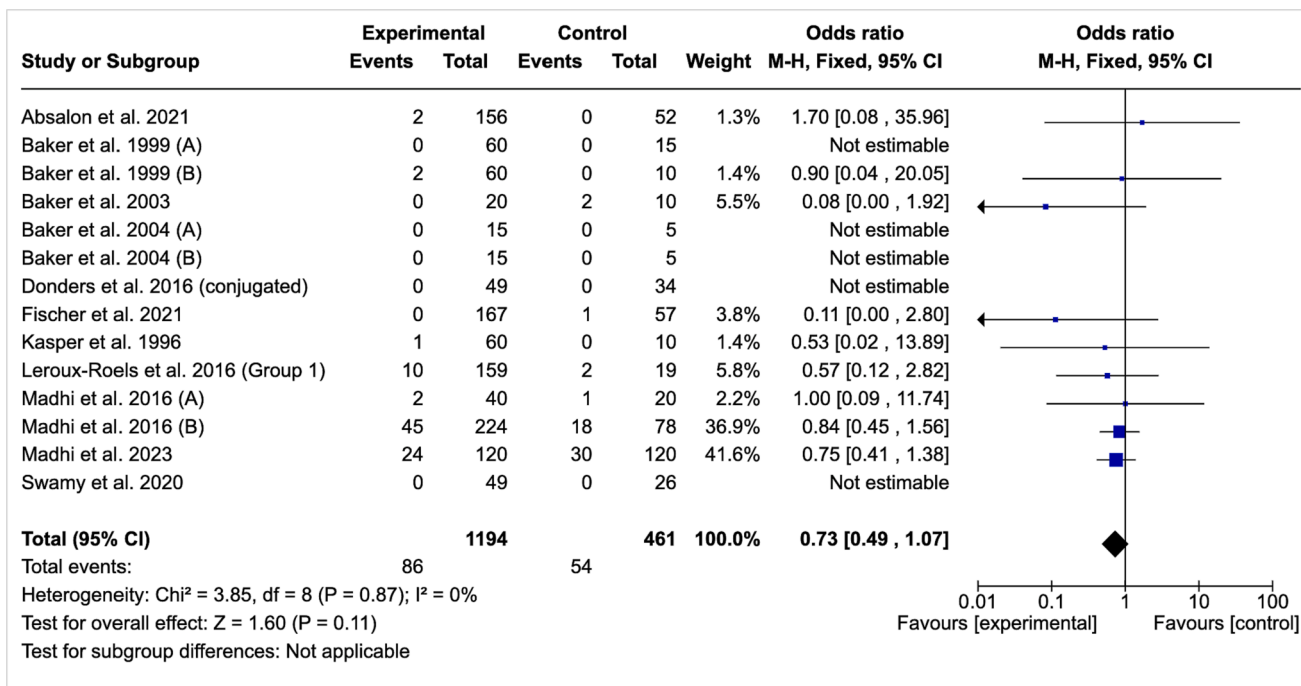 Experimental Control Odds ratio Odds ratio
Study or Subgroup Events Total Events Total Weight M-H, Fixed, 95% CI M-H, Fixed, 95% CI
Absalon et al. 2021 2 156 0 52 1.3% 1.70 [0.08 , 35.96]
Baker et al. 1999 (A) 0 60 0 15 Not estimable
Baker et al. 1999 (B) 2 60 0 10 1.4% 0.90 [0.04 , 20.05]
Baker et al. 2003 0 20 2 10 5.5% 0.08 [0.00 , 1.92]
Baker et al. 2004 (A) 0 15 0 5 Not estimable
Baker et al. 2004 (B) 0 15 0 5 Not estimable
Donders et al. 2016 (conjugated) 0 49 0 34 Not estimable
Fischer et al. 2021 0 167 1 57 3.8% 0.11 [0.00 , 2.80]
Kasper et al. 1996 1 60 0 10 1.4% 0.53 [0.02 , 13.89]
Leroux-Roels et al. 2016 (Group 1) 10 159 2 19 5.8% 0.57 [0.12 , 2.82]
Madhi et al. 2016 (A) 2 40 1 20 2.2% 1.00 [0.09 , 11.74]
Madhi et al. 2016 (B) 45 224 18 78 36.9% 0.84 [0.45 , 1.56]
Madhi et al. 2023 24 120 30 120 41.6% 0.75 [0.41 , 1.38]
Swamy et al. 2020 0 49 0 26 Not estimable
Total (95% CI) 1194 461 100.0% 0.73 [0.49 , 1.07]
Total events: 86 54
Heterogeneity: Chi² = 3.85, df = 8 (P = 0.87); I² = 0%
Test for overall effect: Z = 1.60 (P = 0.11)
Test for subgroup differences: Not applicable
0.01 0.1 1 10 100
Favours [experimental] Favours [control]